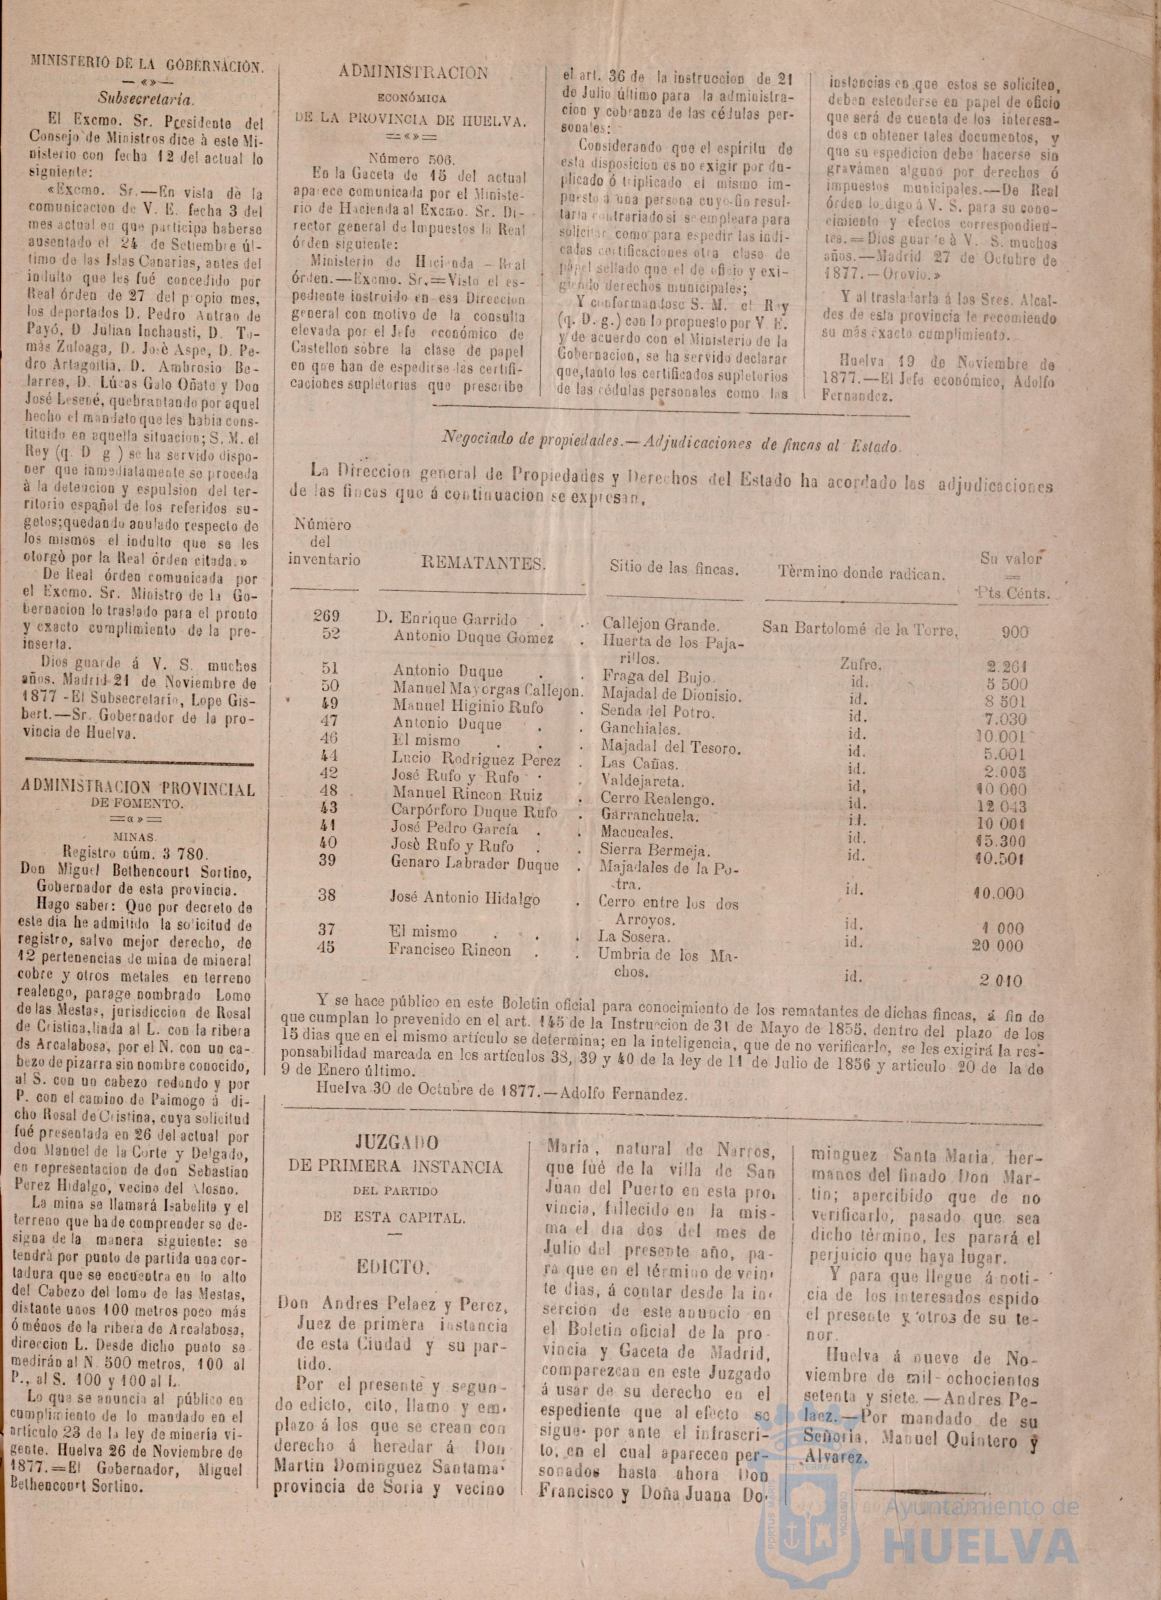 MINISTERIO DE LA GOBERNACION.
—«»—
Subsecretaria.
El Excmo. Sr. Presidente del
Consejo de Ministros dice á este Mi-
nisterio con fecha 12 del actual lo
siguiente:
«Excmo. Sr.—En vista de la
comunicacion de V. E. fecha 3 del
mes actual en que participa haberse
ausentado el 24 de Setiembre úl-
timo de las Islas Canarias, antes del
indulto que les fué concedido por
Real órden de 27 del propio mes,
los deportados D. Pedro Antrao de
Payó, D Julian Inchausti, D. To-
más Zuloaga, D. Josè Aspe, D. Pe-
dro Artagoitia, D. Ambrosio Be-
larres, D. Lúcas Galo Oñate y Don
José Lesené, quebrantando por aquel
hecho el mandato que les habia cons-
tituido en aquella situacion; S. M. el
Rey (q. D g ) se ha servido dispo-
ner que inmediatamente se proceda
à la detencion y espulsion del ter-
ritorio español de los referidos su-
getos; quedando anulado respecto de
los mismos el indulto que se les
otorgò por la Real órden citada.»
De Real órden comunicada por
el Excmo. Sr. Ministro de la Go-
bernacion lo traslado para el pronto
y exacto cumplimiento de la pre-
inserta.
Dios guarde á V. S. muchos
años. Madrid 21 de Noviembre de
1877 -El Subsecretario, Lope Gis-
bert.—Sr. Gobernador de la pro-
vincia de Huelva.
ADMINISTRACION PROVINCIAL
DE FOMENTO.
=«»=
MINAS.
Registro núm. 3 780.
Don Miguel Bethencourt Sortino,
Gobernador de esta provincia.
Hago saber: Que por decreto de
este dia he admitido la solicitud de
registro, salvo mejor derecho, de
12 pertenencias de mina de mineral
cobre y otros metales en terreno
realengo, parage nombrado Lomo
de las Mestas, jurisdiccion de Rosal
de Cristina, linda al L. con la ribera
ds Arcalabosa, por el N. con un ca-
bezo de pizarra sin nombre conocido,
al S. con un cabezo redondo y por
P. con el camino de Paimogo á di-
cho Rosal de Cristina, cuya solicitud
fué presentada en 26 del actual por
don Manuel de la Corte y Delgado,
en representacion de don Sebastian
Perez Hidalgo, vecino del Alosno.
La mina se llamará Isabelita y el
terreno que ha de comprender se de-
signa de la manera siguiente: se
tendrá por punto de partida una cor-
tadura que se encuentra en lo alto
del Cabezo del lomo de las Mestas,
distante unos 100 metros poco más
ó ménos de la ribera de Arcalabosa,
direccion L. Desde dicho punto se
medirán al N. 500 metros, 100 al
P., al S. 100 y 100 al L.
Lo que se anuncia al público en
cumplimiento de lo mandado en el
artículo 23 de la ley de minería vi-
gente. Huelva 26 de Noviembre de
1877.=El Gobernador, Miguel
Bethencourt Sortino.
ADMINISTRACION
ECONÓMICA
DE LA PROVINCIA DE HUELVA.
=«»=
Número 506.
En la Gaceta de 15 del actual
aparece comunicada por el Ministe-
rio de Hacienda al Excmo. Sr. Di-
rector general de Impuestos la Real
órden siguiente:
Ministerio de Hacienda —Real
órden.—Excmo. Sr.=Visto el es-
pediente instruido en esa Direccion
general con motivo de la consulta
elevada por el Jefe económico de
Castellon sobre la clase de papel
en que han de espedirse las certifi-
caciones supletorias que prescribe
el art. 36 de la instruccion de 21
de Julio último para la administra-
cion y cobranza de las cédulas per-
sonales:
Considerando que el espíritu de
esta disposicion es no exigir por du-
plicado ó triplicado el mismo im-
puesto á una persona cuyo fin resul-
taria contrariado si se empleara para
solicitar como para espedir las indi-
cadas certificaciones otra clase de
papel sellado que el de oficio y exi-
giendo derechos municipales;
Y conformandose S. M. el Rey
(q. D. g.) con lo propuesto por V. E.
y de acuerdo con el Ministerio de la
Gobernacion, se ha servido declarar
que, tanto los certificados supletorios
de las cédulas personales como las
instancias en que estos se soliciten,
deben estenderse en papel de oficio
que será de cuenta de los interesa-
dos en obtener tales documentos, y
que su espedicion debe hacerse sin
gravámen alguno por derechos ó
impuestos municipales.—De Real
órden lo digo á V. S. para su cono-
cimiento y efectos correspondien-
tes.=Dios guarde à V. S. muchos
años.—Madrid 27 de Octubre de
1877.—Orovio.»
Y al trasladarla á los Sres. Alcal-
des de esta provincia le recomiendo
su más exacto cumplimiento.
Huelva 19 de Noviembre de
1877.—El Jefe económico, Adolfo
Fernandez.
Negociado de propiedades.—Adjudicaciones de fincas al Estado.
La Direccion general de Propiedades y Derechos del Estado ha acordado las adjudicaciones
de las fincas que á continuacion se expresan.
Número del inventario REMATANTES. Sitio de las fincas. Tèrmino donde radican. Su valor = Pts. Cénts.
269 D. Enrique Garrido . . Callejon Grande. San Bartolomé de la Torre. 900
52 Antonio Duque Gomez . Huerta de los Paja-
rillos. Zufre. 2.261
51 Antonio Duque . . Fraga del Bujo. id. 5 500
50 Manuel Mayorgas Callejon. Majadal de Dionisio. id. 8 501
49 Manuel Higinio Rufo . Senda del Potro. id. 7.030
47 Antonio Duque . . Ganchiales. id. 10.001
46 El mismo . . . Majadal del Tesoro. id. 5.001
44 Lucio Rodriguez Perez . Las Cañas. id. 2.005
42 José Rufo y Rufo . . Valdejareta. id, 10 000
48 Manuel Rincon Ruiz . Cerro Realengo. id. 12 043
43 Carpórforo Duque Rufo . Garranchuela. id. 10 001
41 José Pedro García . . Macucales. id. 15.300
40 Josè Rufo y Rufo . . Sierra Bermeja. id. 10.501
39 Genaro Labrador Duque . Majadales de la Po-
tra. id. 10.000
38 José Antonio Hidalgo . Cerro entre los dos
Arroyos. id. 1 000
37 El mismo . . . La Sosera. id. 20 000
45 Francisco Rincon . . Umbria de los Ma-
chos. id. 2.010
Y se hace público en este Boletin oficial para conocimiento de los rematantes de dichas fincas, á fin de
que cumplan lo prevenido en el art. 145 de la Instruccion de 31 de Mayo de 1855, dentro del plazo de los
15 dias que en el mismo artículo se determina; en la inteligencia, que de no verificarlo, se les exigirá la res-
ponsabilidad marcada en los artículos 38, 39 y 40 de la ley de 11 de Julio de 1856 y articulo 20 de la de
9 de Enero último.
Huelva 30 de Octubre de 1877.—Adolfo Fernandez.
JUZGADO
DE PRIMERA INSTANCIA
DEL PARTIDO
DE ESTA CAPITAL.
—
EDICTO.
Don Andres Pelaez y Perez,
Juez de primera instancia
de esta Ciudad y su par-
tido.
Por el presente y segun-
do edicto, cito, llamo y em-
plazo á los que se crean con
derecho á heredar á Don
Martin Dominguez Santama-
provincia de Soria y vecino
María, natural de Narros,
que fué de la villa de San
Juan del Puerto en esta pro-
vincia, fallecido en la mis-
ma el dia dos del mes de
Julio del presente año, pa-
ra que en el término de vein-
te dias, á contar desde la in-
sercion de este anuncio en
el Boletin oficial de la pro-
vincia y Gaceta de Madrid,
comparezcan en este Juzgado
á usar de su derecho en el
espediente que al efecto se
sigue por ante el infrascri-
to, en el cual aparecen per-
sonados hasta ahora Don
Francisco y Doña Juana Do-
minguez Santa Maria, her-
manos del finado Don Mar-
tin; apercibido que de no
verificarlo, pasado que sea
dicho término, les parará el
perjuicio que haya lugar.
Y para que llegue á noti-
cia de los interesados espido
el presente y otros de su te-
nor.
Huelva á nueve de No-
viembre de mil ochocientos
setenta y siete.—Andres Pe-
laez.—Por mandado de su
Señoria, Manuel Quintero y
Alvarez.
Ayuntamiento de
HUELVA